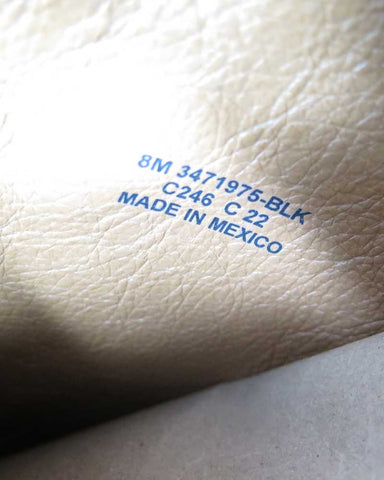 8M 3471975-BLK
C246 C 22
MADE IN MEXICO